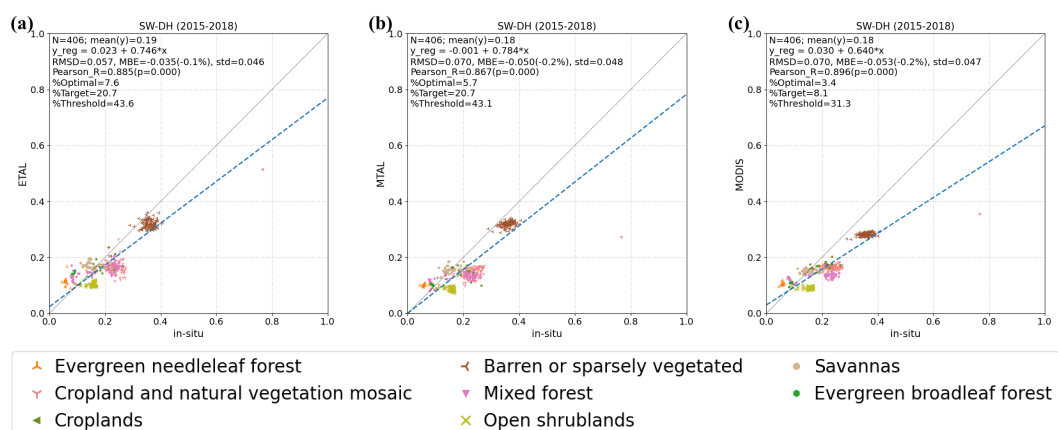 (a)
SW-DH (2015-2018)
N=406; mean(y)=0.19
y_reg = 0.023 + 0.746*x
RMSD=0.057, MBE=-0.035(-0.1%), std=0.046
Pearson_R=0.885(p=0.000)
%Optimal=7.6
%Target=20.7
%Threshold=43.6
1.0
0.8
0.6
0.4
0.2
0.0
ETAL
0.0 0.2 0.4 0.6 0.8 1.0
in-situ
(b)
SW-DH (2015-2018)
N=406; mean(y)=0.18
y_reg = -0.001 + 0.784*x
RMSD=0.070, MBE=-0.050(-0.2%), std=0.048
Pearson_R=0.867(p=0.000)
%Optimal=5.7
%Target=20.7
%Threshold=43.1
1.0
0.8
0.6
0.4
0.2
0.0
MTAL
0.0 0.2 0.4 0.6 0.8 1.0
in-situ
(c)
SW-DH (2015-2018)
N=406; mean(y)=0.18
y_reg = 0.030 + 0.640*x
RMSD=0.070, MBE=-0.053(-0.2%), std=0.047
Pearson_R=0.896(p=0.000)
%Optimal=3.4
%Target=8.1
%Threshold=31.3
1.0
0.8
0.6
0.4
0.2
0.0
MODIS
0.0 0.2 0.4 0.6 0.8 1.0
in-situ
Evergreen needleleaf forest
Cropland and natural vegetation mosaic
Croplands
Barren or sparsely vegetated
Mixed forest
Open shrublands
Savannas
Evergreen broadleaf forest